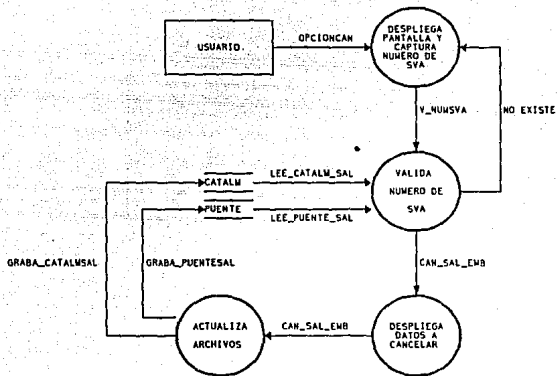 DESPLIEGA
PANTALLA Y
CAPTURA
NUMERO DE
SVA
USUARIO.
OPCIONCAN
V_NUMSVA
NO EXISTE
CATALM
LEE_CATALM_SAL
VALIDA
NUMERO DE
SVA
PUENTE
LEE_PUENTE_SAL
GRABA_CATALMSAL
GRABA_PUENTESAL
CAN_SAL_EMB
ACTUALIZA
ARCHIVOS
CAN_SAL_EMB
DESPLIEGA
DATOS A
CANCELAR